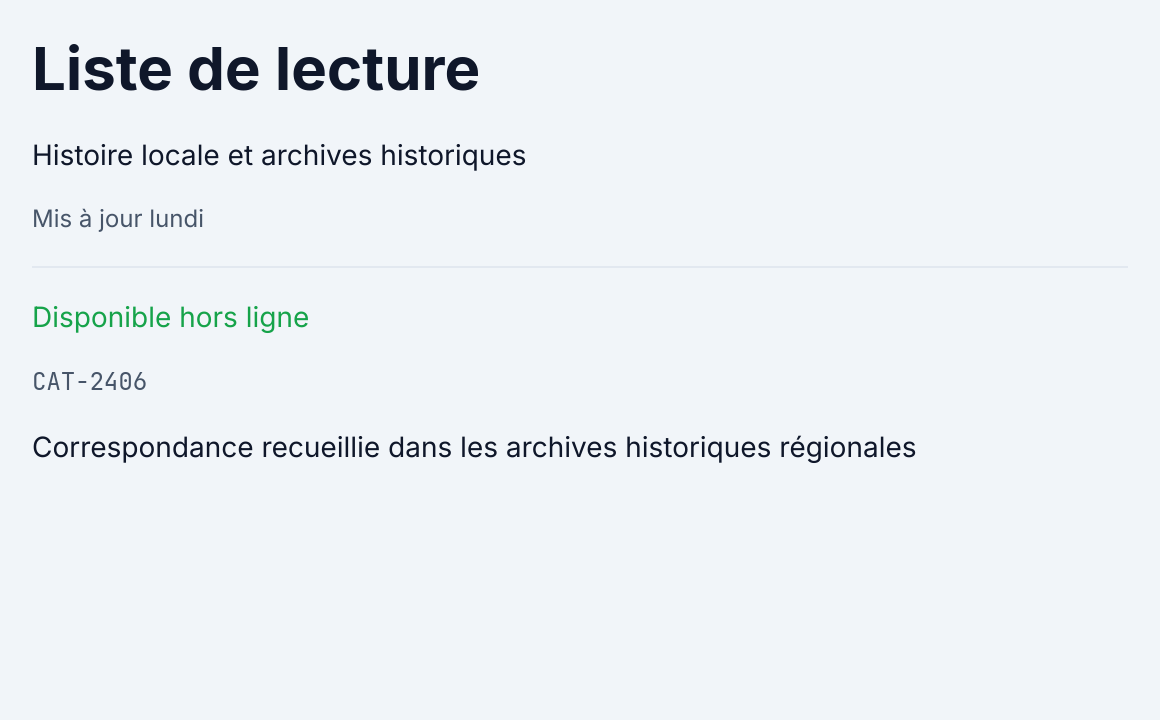 Liste de lecture
Histoire locale et archives historiques
Mis à jour lundi
Disponible hors ligne
CAT-2406
Correspondance recueillie dans les archives historiques régionales